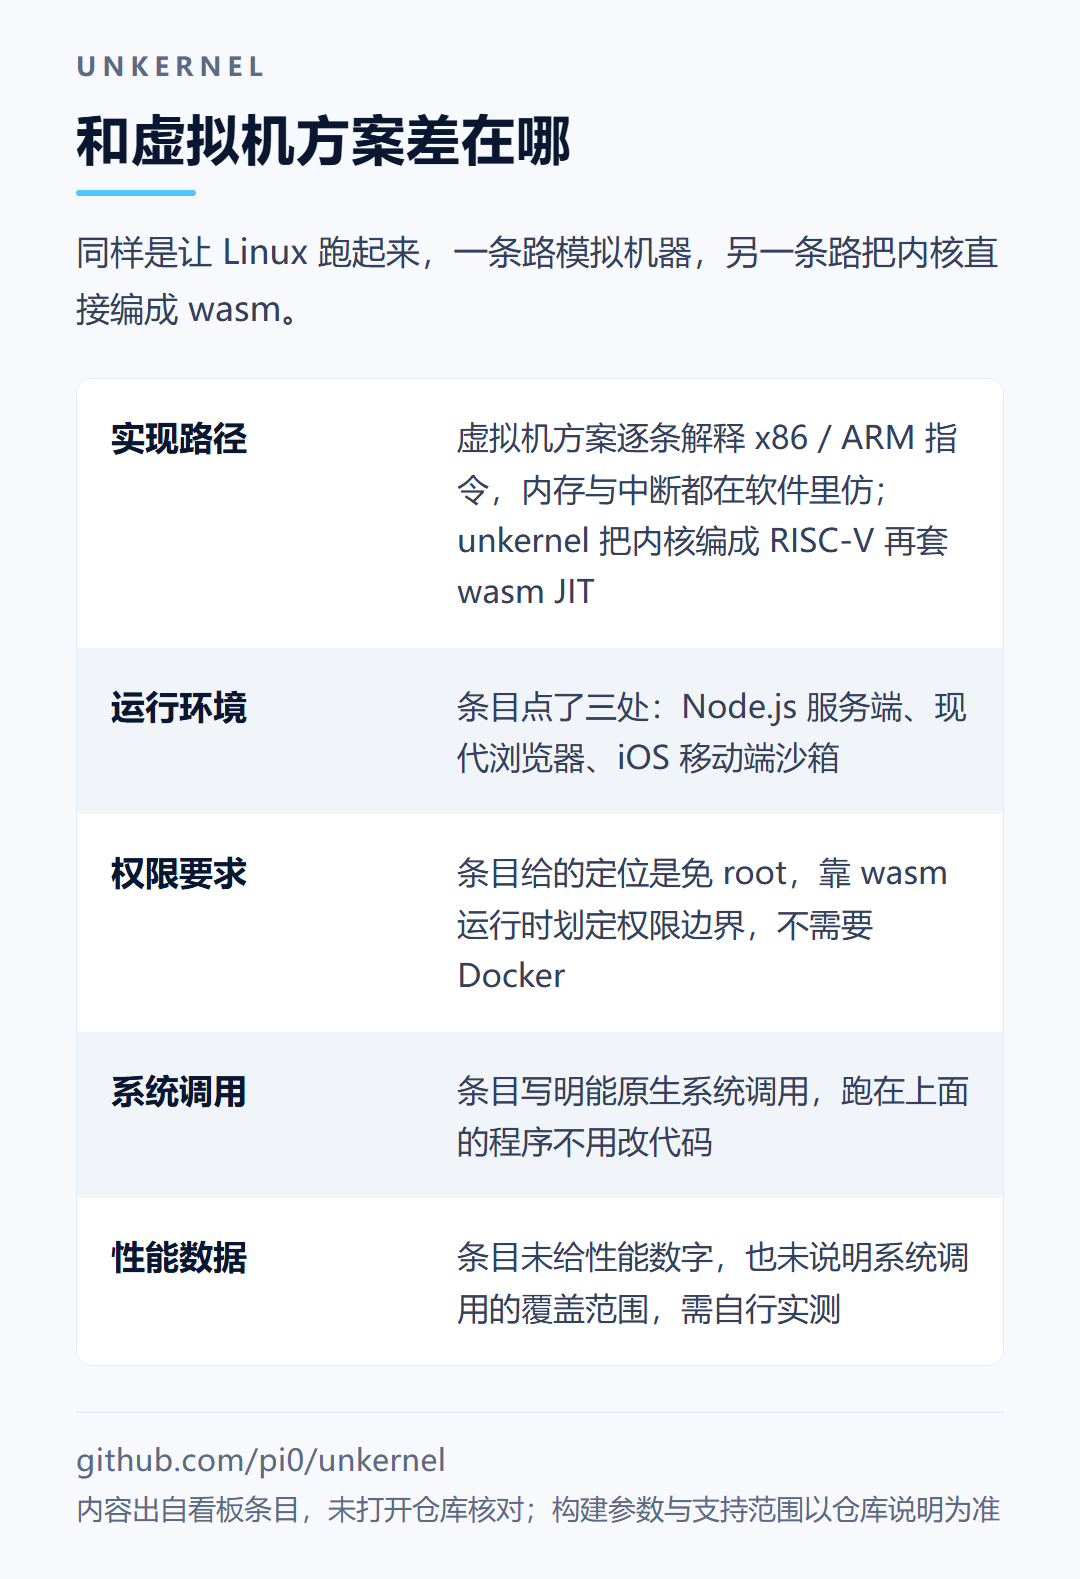 UNKERNEL
和虚拟机方案差在哪
同样是让 Linux 跑起来，一条路模拟机器，另一条路把内核直
接编成 wasm。
实现路径
虚拟机方案逐条解释 x86 / ARM 指
令，内存与中断都在软件里仿；
unkernel 把内核编成 RISC-V 再套
wasm JIT
运行环境
条目点了三处：Node.js 服务端、现
代浏览器、iOS 移动端沙箱
权限要求
条目给的定位是免 root，靠 wasm
运行时划定权限边界，不需要
Docker
系统调用
条目写明能原生系统调用，跑在上面
的程序不用改代码
性能数据
条目未给性能数字，也未说明系统调
用的覆盖范围，需自行实测
github.com/pi0/unkernel
内容出自看板条目，未打开仓库核对；构建参数与支持范围以仓库说明为准